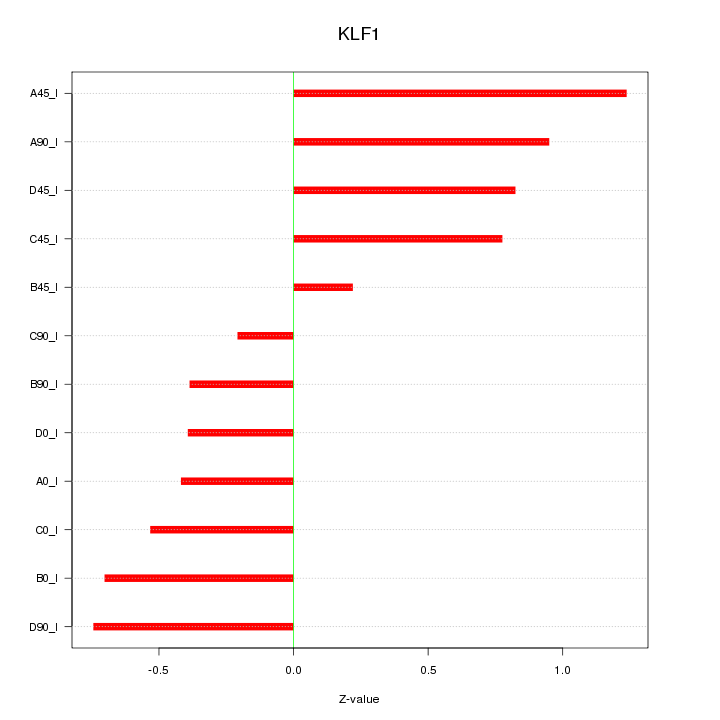 KLF1
A45_I
A90_I
D45_I
C45_I
B45_I
C90_I
B90_I
D0_I
A0_I
C0_I
B0_I
D90_I
-0.5 0.0 0.5 1.0
Z-value